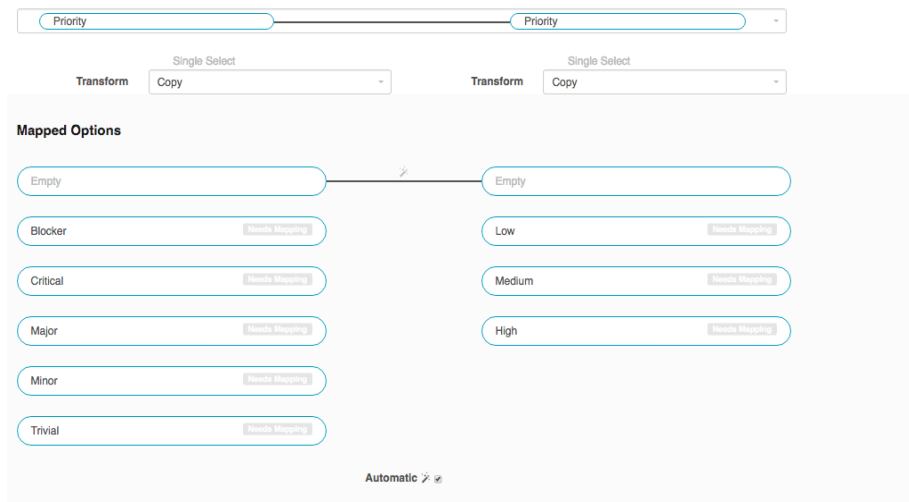 Priority Priority
Single Select Single Select
Transform Copy Transform Copy
Mapped Options
Empty Empty
Blocker Needs Mapping Low Needs Mapping
Critical Needs Mapping Medium Needs Mapping
Major Needs Mapping High Needs Mapping
Minor Needs Mapping
Trivial Needs Mapping
Automatic